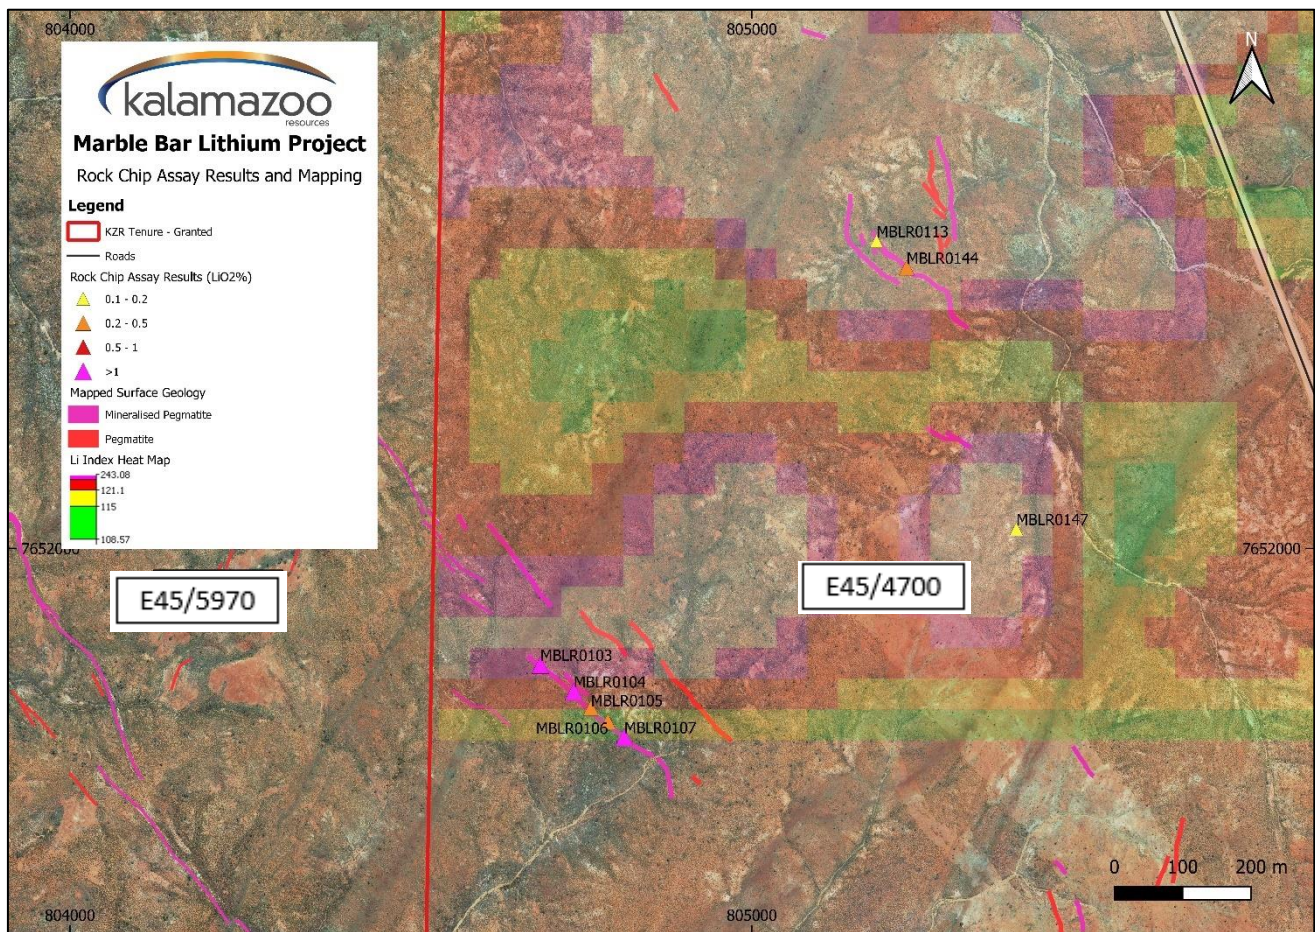 804000
805000
N
kalamazoo
resources
Marble Bar Lithium Project
Rock Chip Assay Results and Mapping
Legend
KZR Tenure - Granted
Roads
Rock Chip Assay Results (LiO2%)
0.1 - 0.2
0.2 - 0.5
0.5 - 1
>1
Mapped Surface Geology
Mineralised Pegmatite
Pegmatite
Li Index Heat Map
243.08
121.1
115
108.57
MBLR0113
MBLR0144
MBLR0147
7652000
7652000
E45/5970
E45/4700
MBLR0103
MBLR0104
MBLR0105
MBLR0106
MBLR0107
0 100 200 m
804000
805000